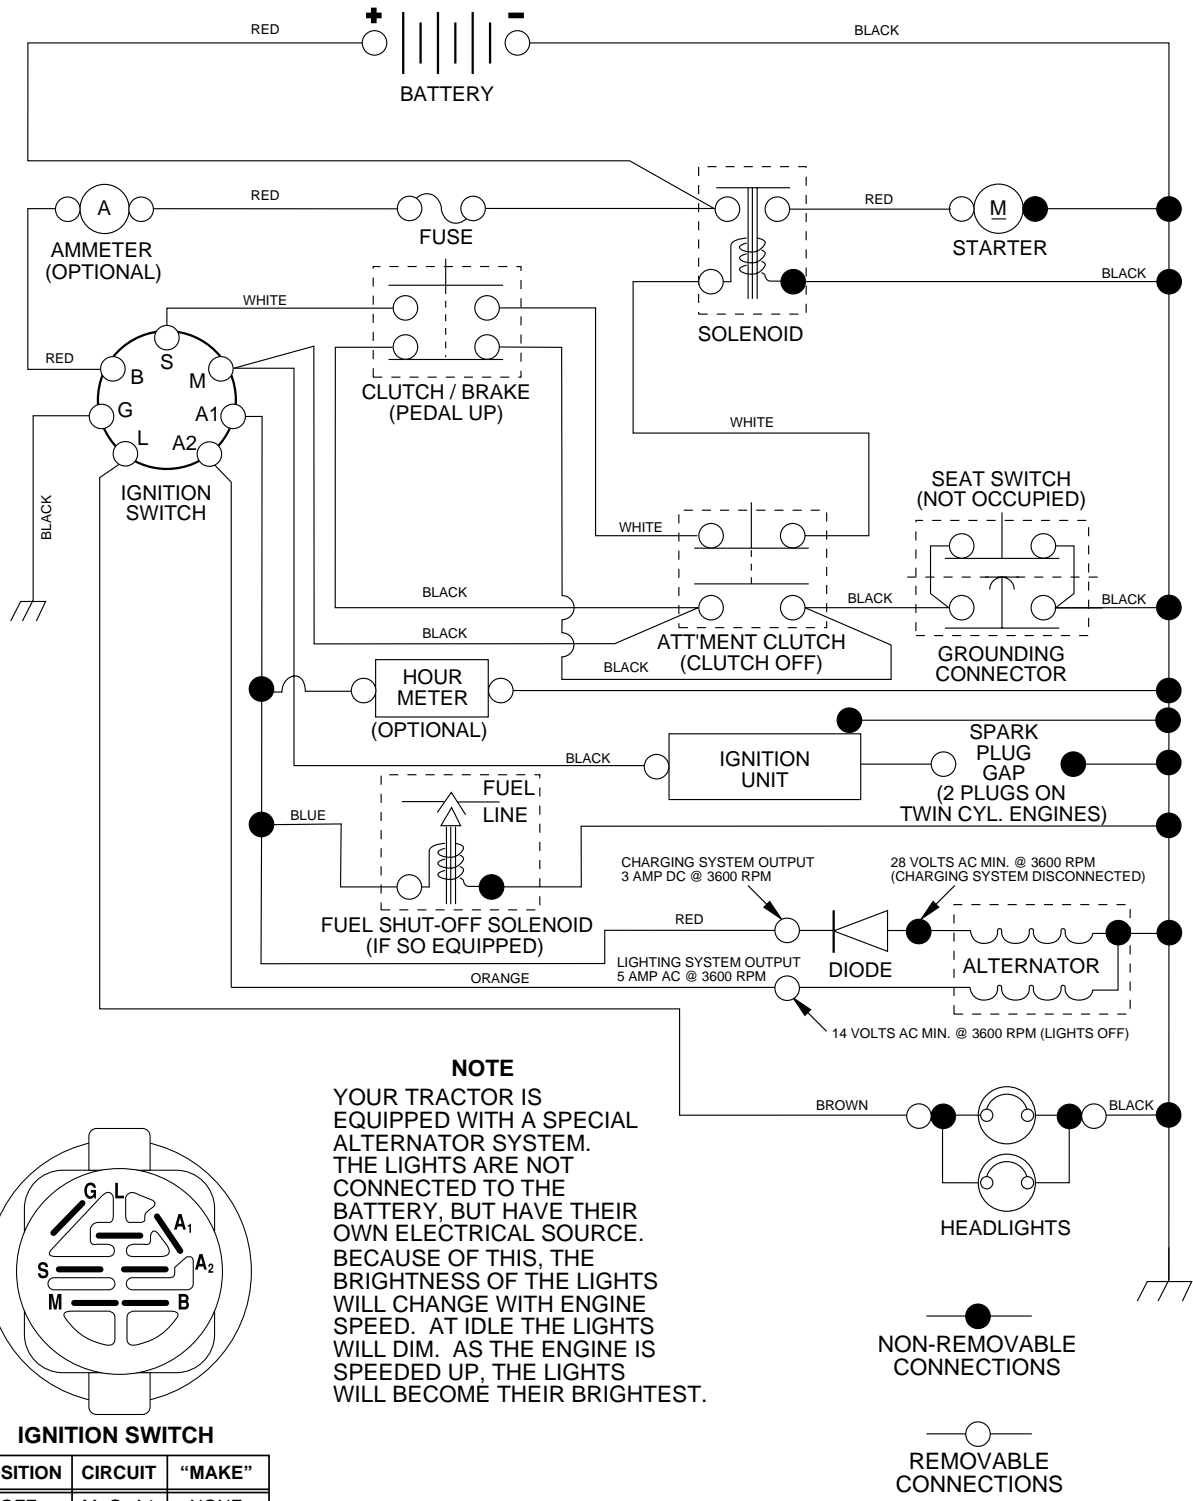 + -
RED
BLACK
BATTERY
RED
A
AMMETER
(OPTIONAL)
FUSE
RED
M
STARTER
BLACK
SOLENOID
WHITE
RED
S
B
M
G
A1
L
A2
IGNITION
SWITCH
BLACK
CLUTCH / BRAKE
(PEDAL UP)
WHITE
SEAT SWITCH
(NOT OCCUPIED)
WHITE
BLACK
BLACK
BLACK
BLACK
ATT'MENT CLUTCH
(CLUTCH OFF)
GROUNDING
CONNECTOR
BLACK
HOUR
METER
(OPTIONAL)
BLACK
IGNITION
UNIT
SPARK
PLUG
GAP
(2 PLUGS ON
TWIN CYL. ENGINES)
FUEL
LINE
BLUE
FUEL SHUT-OFF SOLENOID
(IF SO EQUIPPED)
CHARGING SYSTEM OUTPUT
3 AMP DC @ 3600 RPM
28 VOLTS AC MIN. @ 3600 RPM
(CHARGING SYSTEM DISCONNECTED)
RED
DIODE
ALTERNATOR
LIGHTING SYSTEM OUTPUT
5 AMP AC @ 3600 RPM
ORANGE
14 VOLTS AC MIN. @ 3600 RPM (LIGHTS OFF)
NOTE
YOUR TRACTOR IS
EQUIPPED WITH A SPECIAL
ALTERNATOR SYSTEM.
THE LIGHTS ARE NOT
CONNECTED TO THE
BATTERY, BUT HAVE THEIR
OWN ELECTRICAL SOURCE.
BECAUSE OF THIS, THE
BRIGHTNESS OF THE LIGHTS
WILL CHANGE WITH ENGINE
SPEED. AT IDLE THE LIGHTS
WILL DIM. AS THE ENGINE IS
SPEEDED UP, THE LIGHTS
WILL BECOME THEIR BRIGHTEST.
BROWN
BLACK
HEADLIGHTS
G L
A1
A2
S
M
B
IGNITION SWITCH
SITION CIRCUIT "MAKE"
NON-REMOVABLE
CONNECTIONS
REMOVABLE
CONNECTIONS